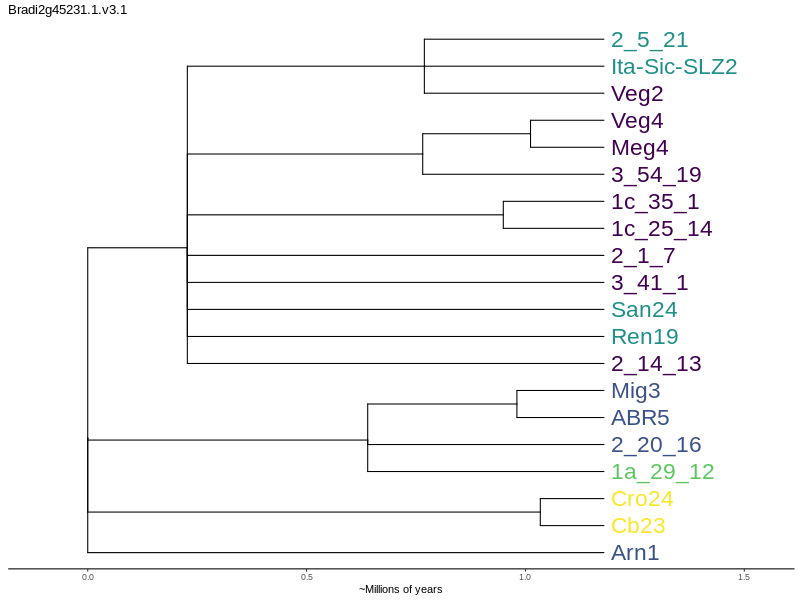 Bradi2g45231.1.v3.1
2_5_21
Ita-Sic-SLZ2
Veg2
Veg4
Meg4
3_54_19
1c_35_1
1c_25_14
2_1_7
3_41_1
San24
Ren19
2_14_13
Mig3
ABR5
2_20_16
1a_29_12
Cro24
Cb23
Arn1
0.0 0.5 1.0 1.5
~Millions of years